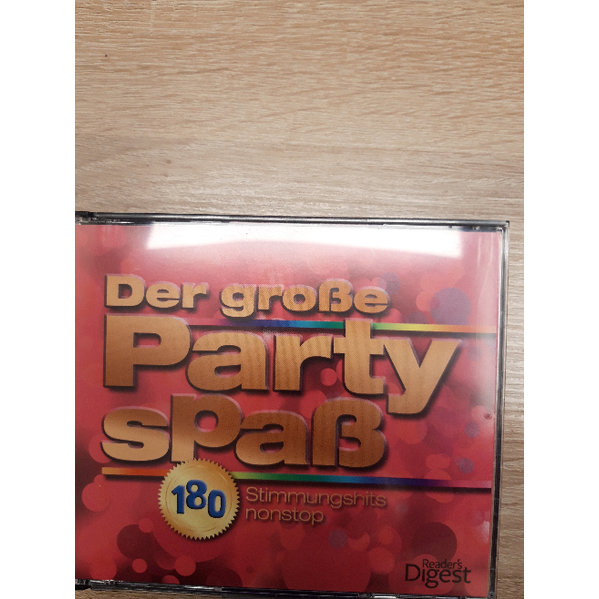 Der große
Party
spaß
180
Stimmungshits
nonstop
Reader's
Digest